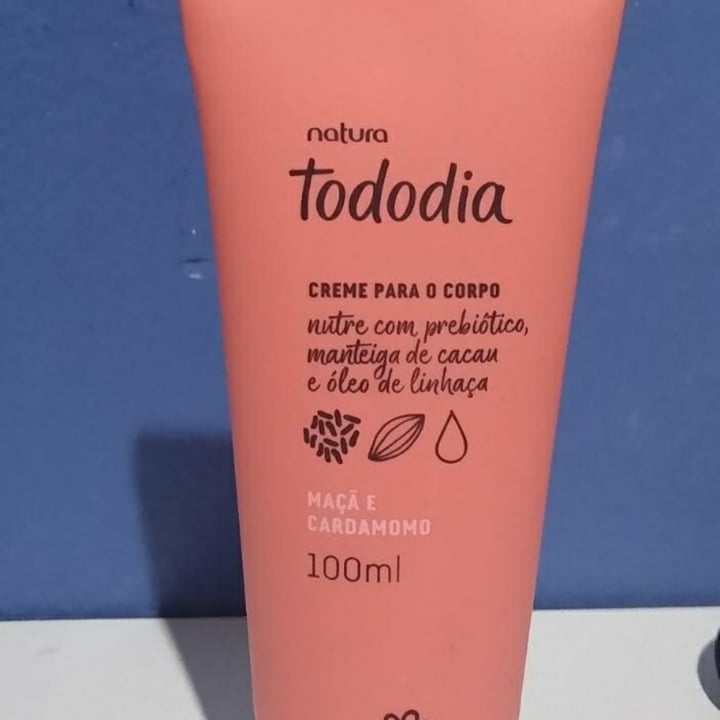 natura
Tododia
CREME PARA O CORPO
nutre com prebiótico,
manteiga de cacau
e óleo de linhaça
MAÇÃ E
CARDAMOMO
100ml